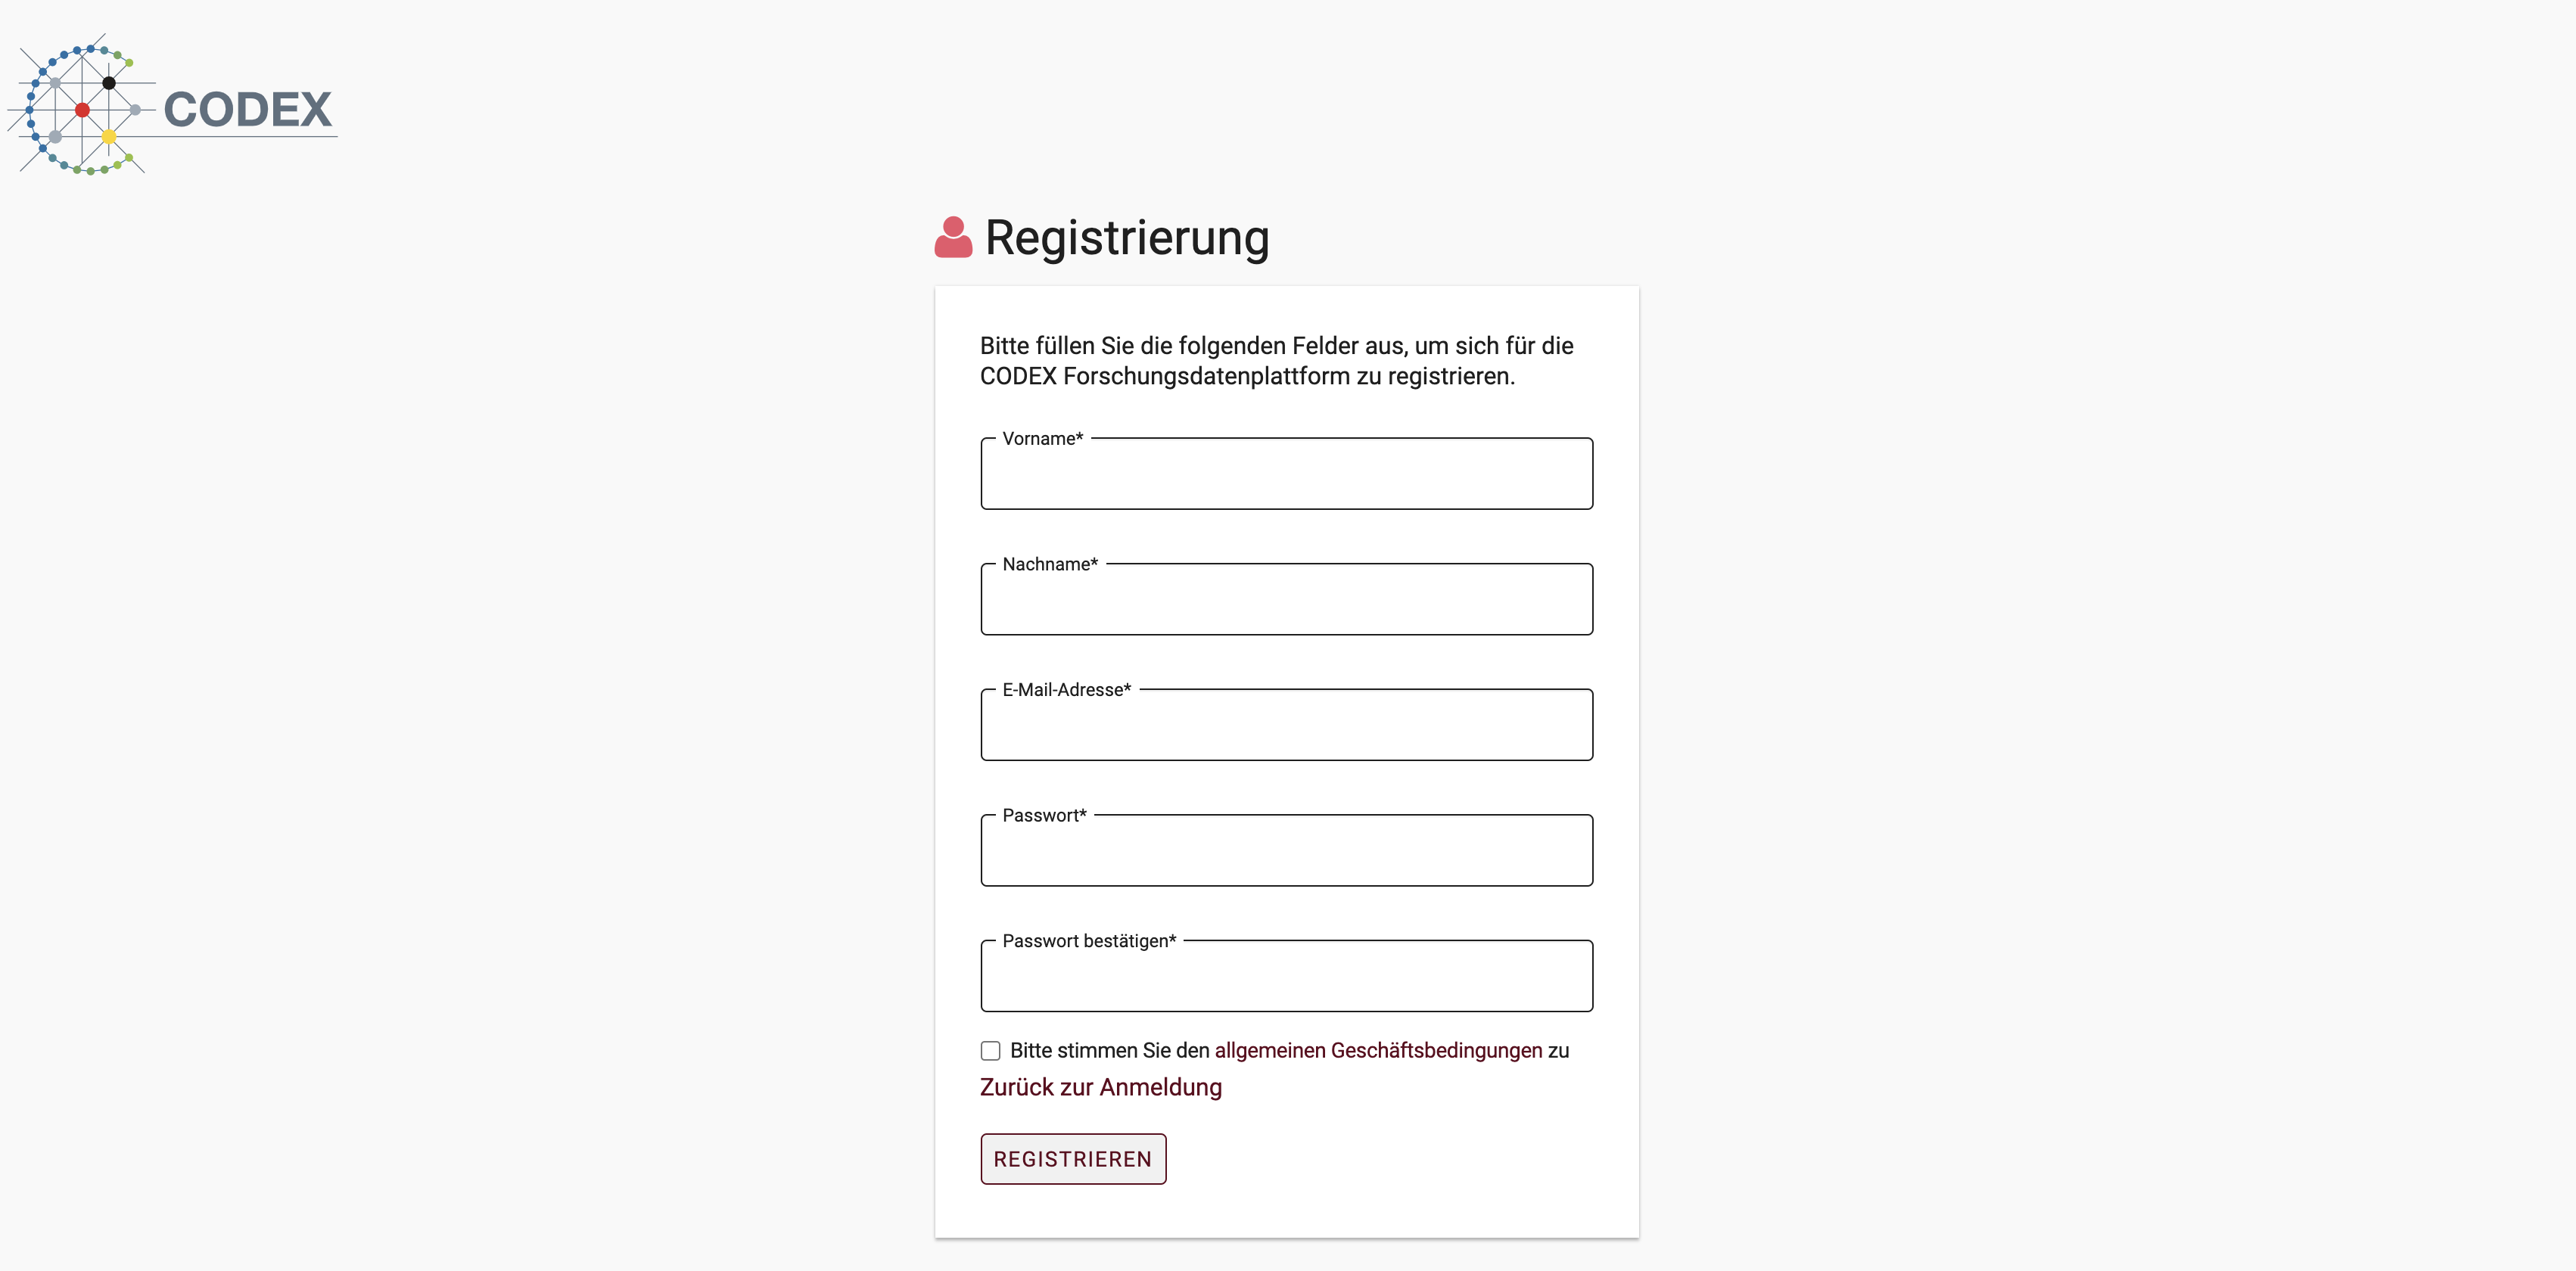 CODEX
Registrierung
Bitte füllen Sie die folgenden Felder aus, um sich für die
CODEX Forschungsdatenplattform zu registrieren.
Vorname*
Nachname*
E-Mail-Adresse*
Passwort*
Passwort bestätigen*
Bitte stimmen Sie den allgemeinen Geschäftsbedingungen zu
Zurück zur Anmeldung
REGISTRIEREN